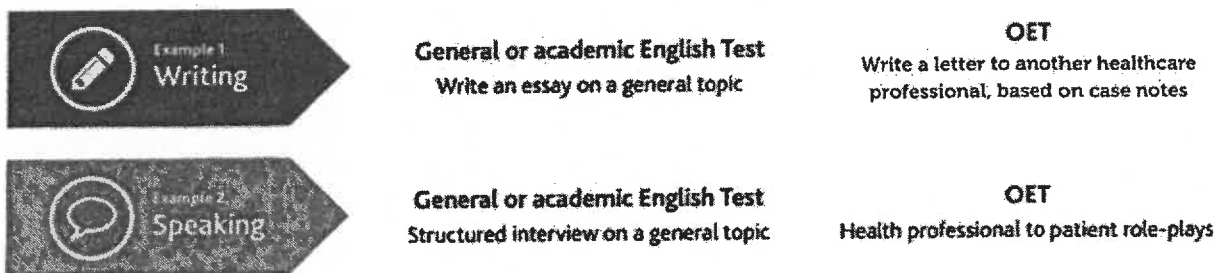 Example 1
Writing
General or academic English Test
Write an essay on a general topic
OET
Write a letter to another healthcare
professional, based on case notes
Example 2
Speaking
General or academic English Test
Structured interview on a general topic
OET
Health professional to patient role-plays